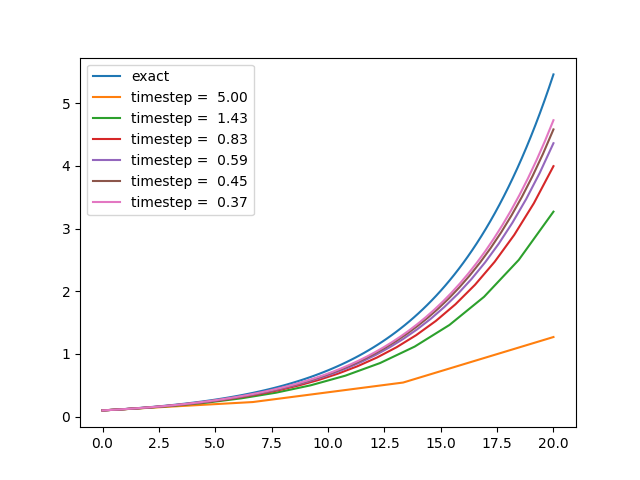 exact
timestep =  5.00
timestep =  1.43
timestep =  0.83
timestep =  0.59
timestep =  0.45
timestep =  0.37
5
4
3
2
1
0
0.0 2.5 5.0 7.5 10.0 12.5 15.0 17.5 20.0